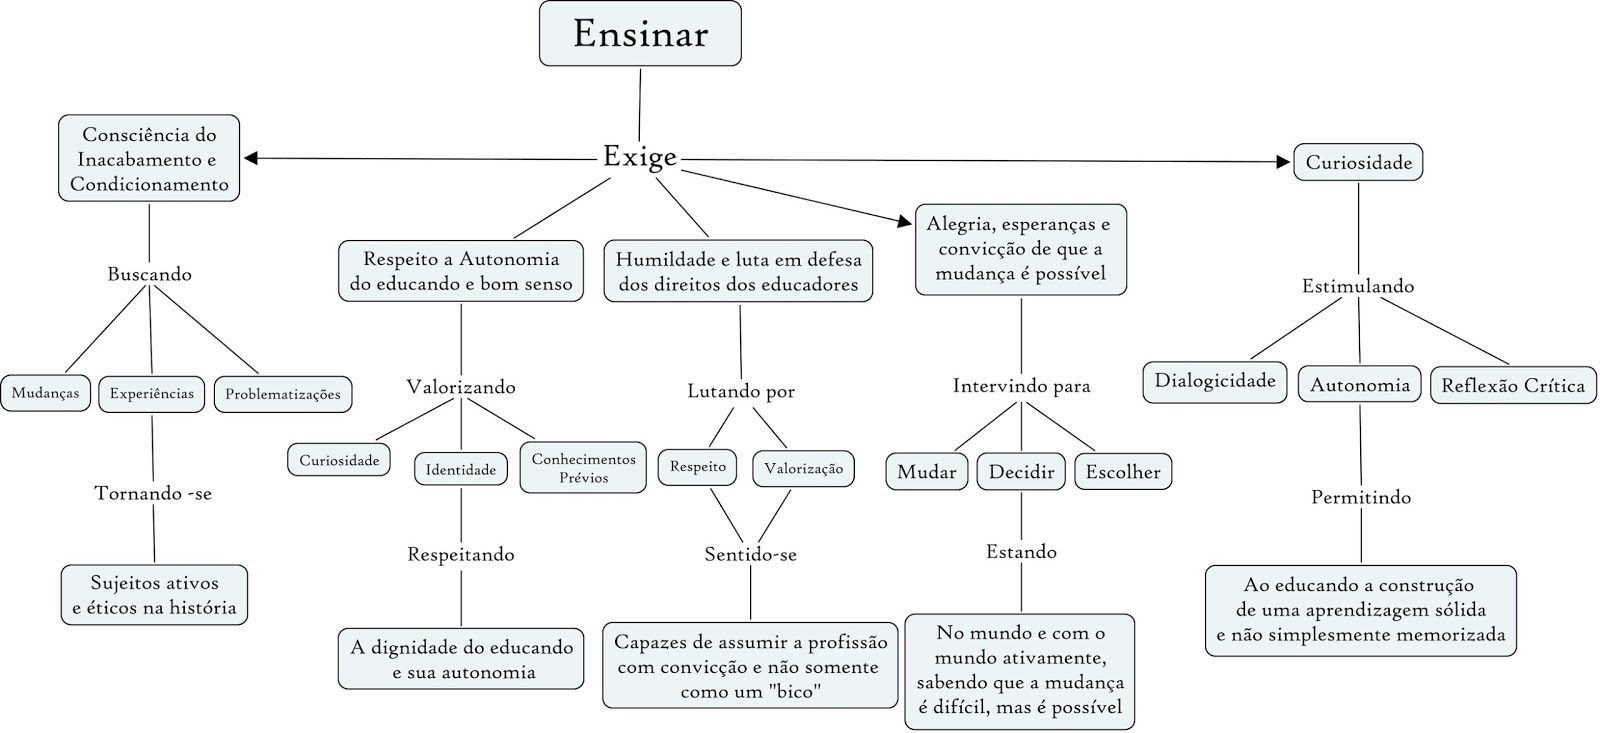 Ensinar
Exige
Consciência do
Inacabamento e
Condicionamento
Buscando
Mudanças
Experiências
Problematizações
Tornando -se
Sujeitos ativos
e éticos na história
Respeito a Autonomia
do educando e bom senso
Valorizando
Curiosidade
Identidade
Conhecimentos
Prévios
Respeitando
A dignidade do educando
e sua autonomia
Humildade e luta em defesa
dos direitos dos educadores
Lutando por
Respeito
Valorização
Sentido-se
Capazes de assumir a profissão
com convicção e não somente
como um "bico"
Alegria, esperanças e
convicção de que a
mudança é possível
Intervindo para
Mudar
Decidir
Escolher
Estando
No mundo e com o
mundo ativamente,
sabendo que a mudança
é difícil, mas é possível
Curiosidade
Estimulando
Dialogicidade
Autonomia
Reflexão Crítica
Permitindo
Ao educando a construção
de uma aprendizagem sólida
e não simplesmente memorizada